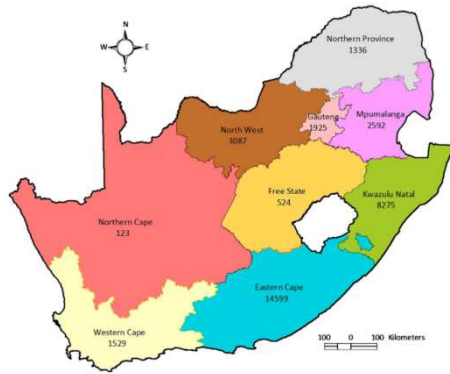 N
W E
S
Northern Province
1336
Mpumalanga
2592
Gauteng
1925
North West
3087
Free State
524
Kwazulu Natal
8275
Northern Cape
123
Eastern Cape
14599
Western Cape
1529
100 0 100 Kilometers